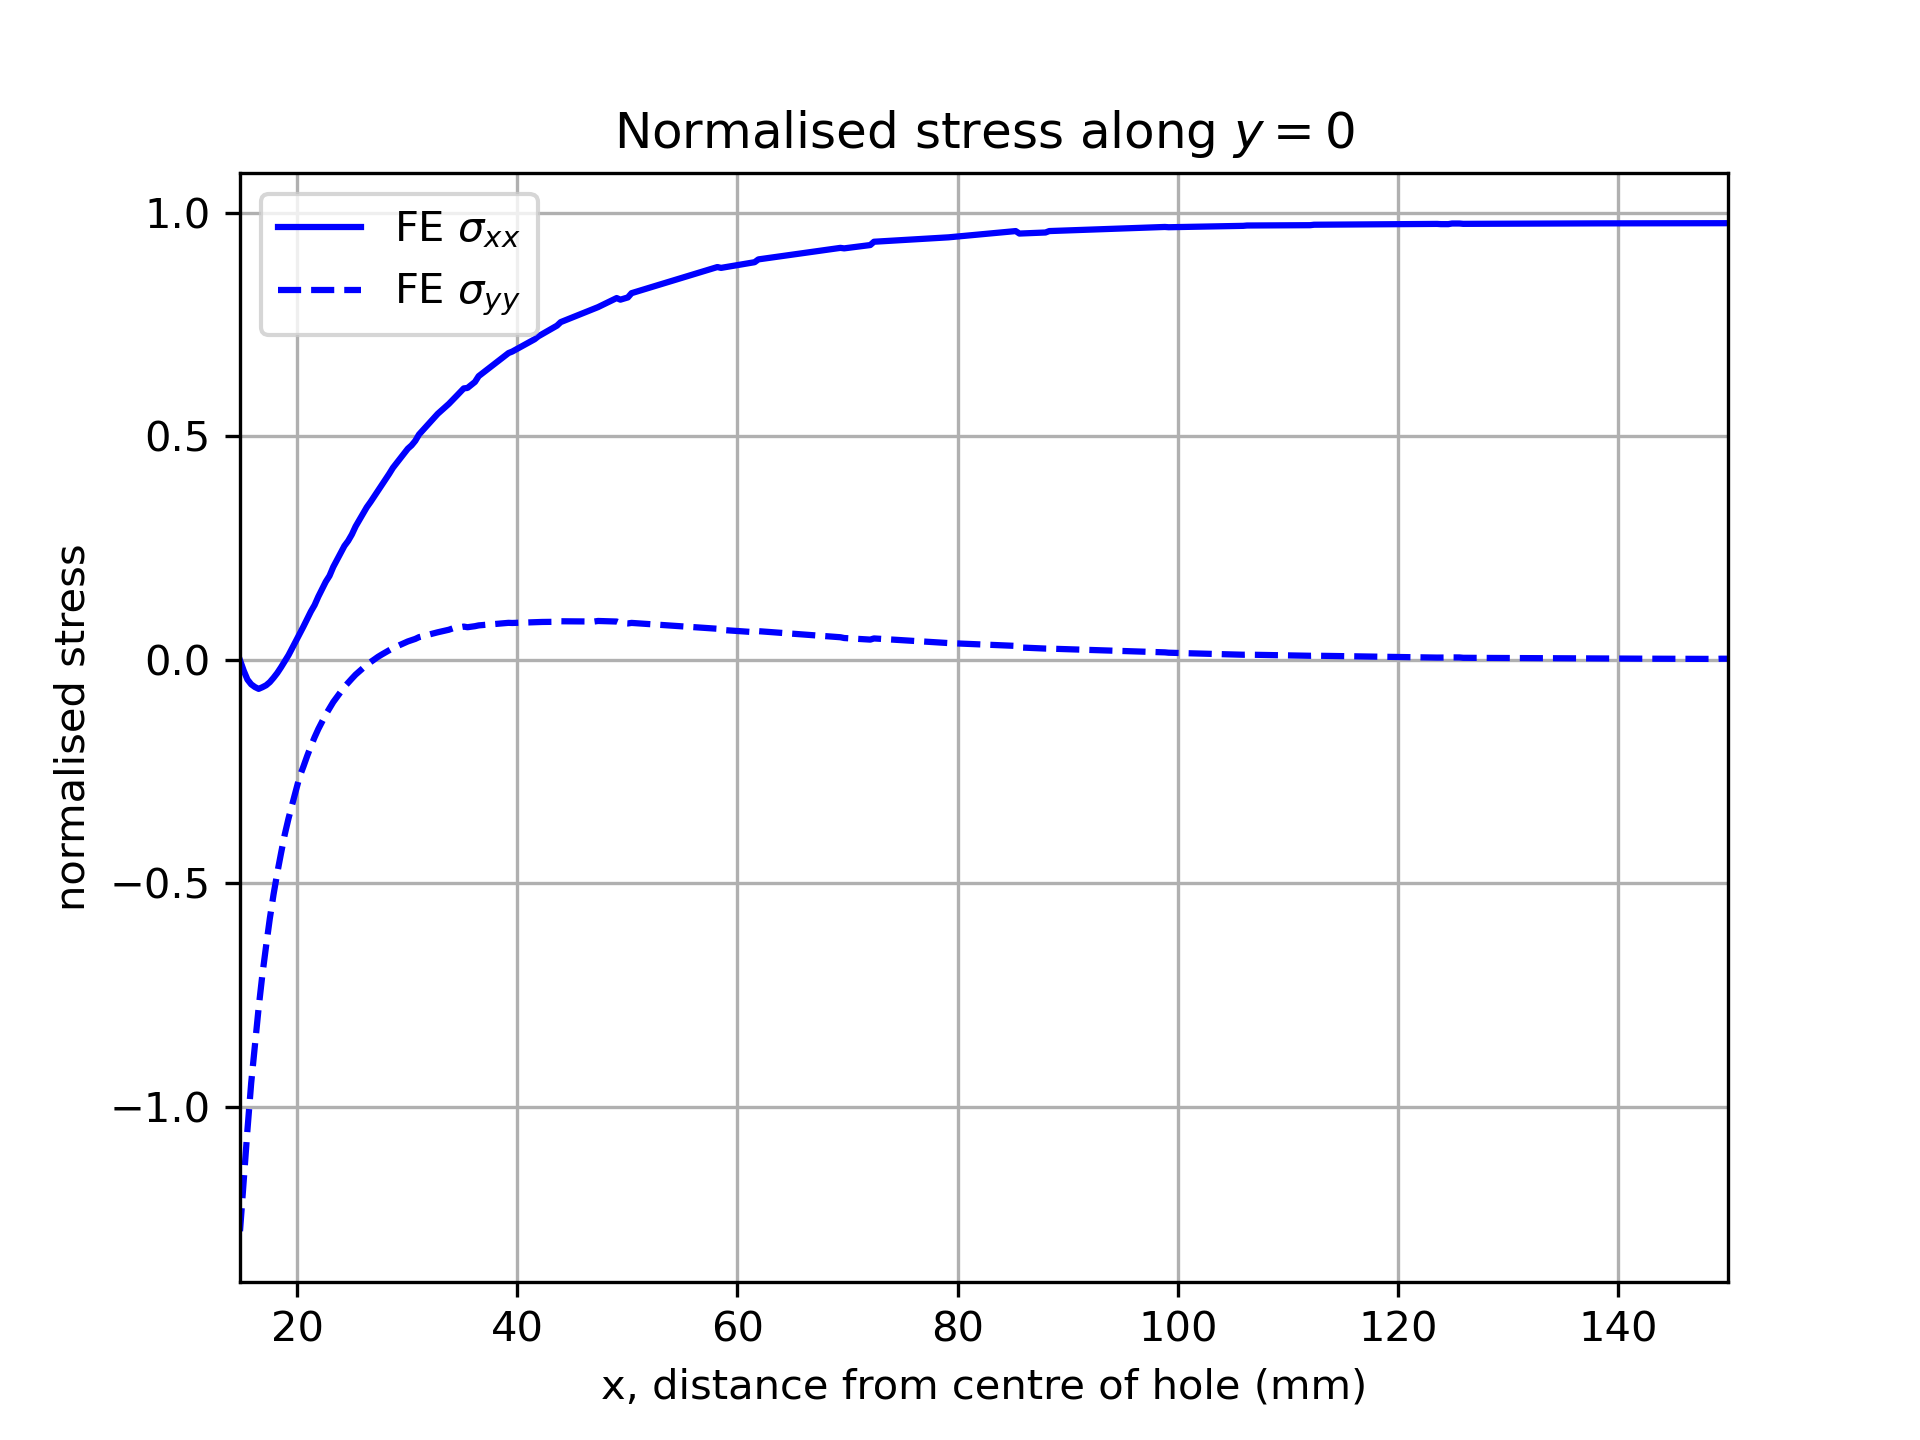 Normalised stress along y = 0
FE σxx
FE σyy
normalised stress
1.0
0.5
0.0
−0.5
−1.0
20 40 60 80 100 120 140
x, distance from centre of hole (mm)